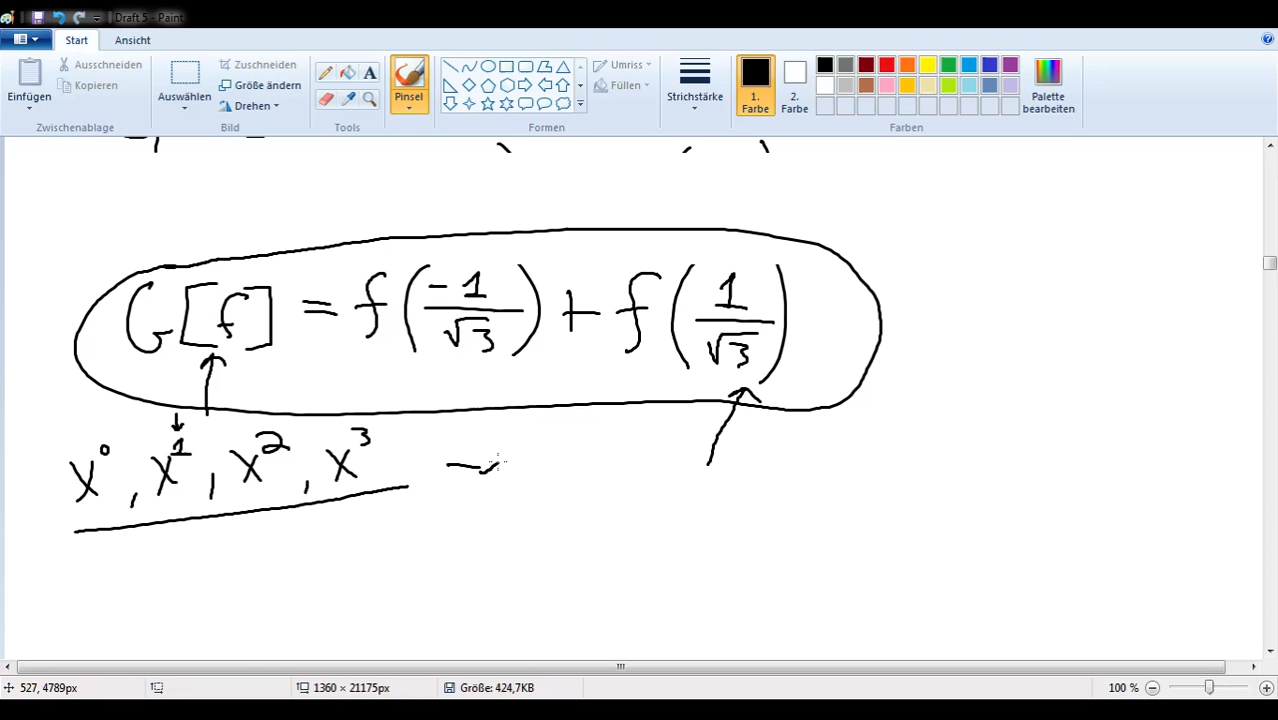 Draft 5 - Paint
Start Ansicht
Einfügen Ausschneiden Kopieren Auswählen Zuschneiden Größe ändern Drehen Pinsel Umriss Füllen Strichstärke 1. Farbe 2. Farbe Palette bearbeiten
Zwischenablage Bild Tools Formen Farben
G[f] = f(-1/√3) + f(1/√3)
x⁰, x¹, x², x³
527, 4789px 1360 × 21175px Größe: 424,7KB 100 %